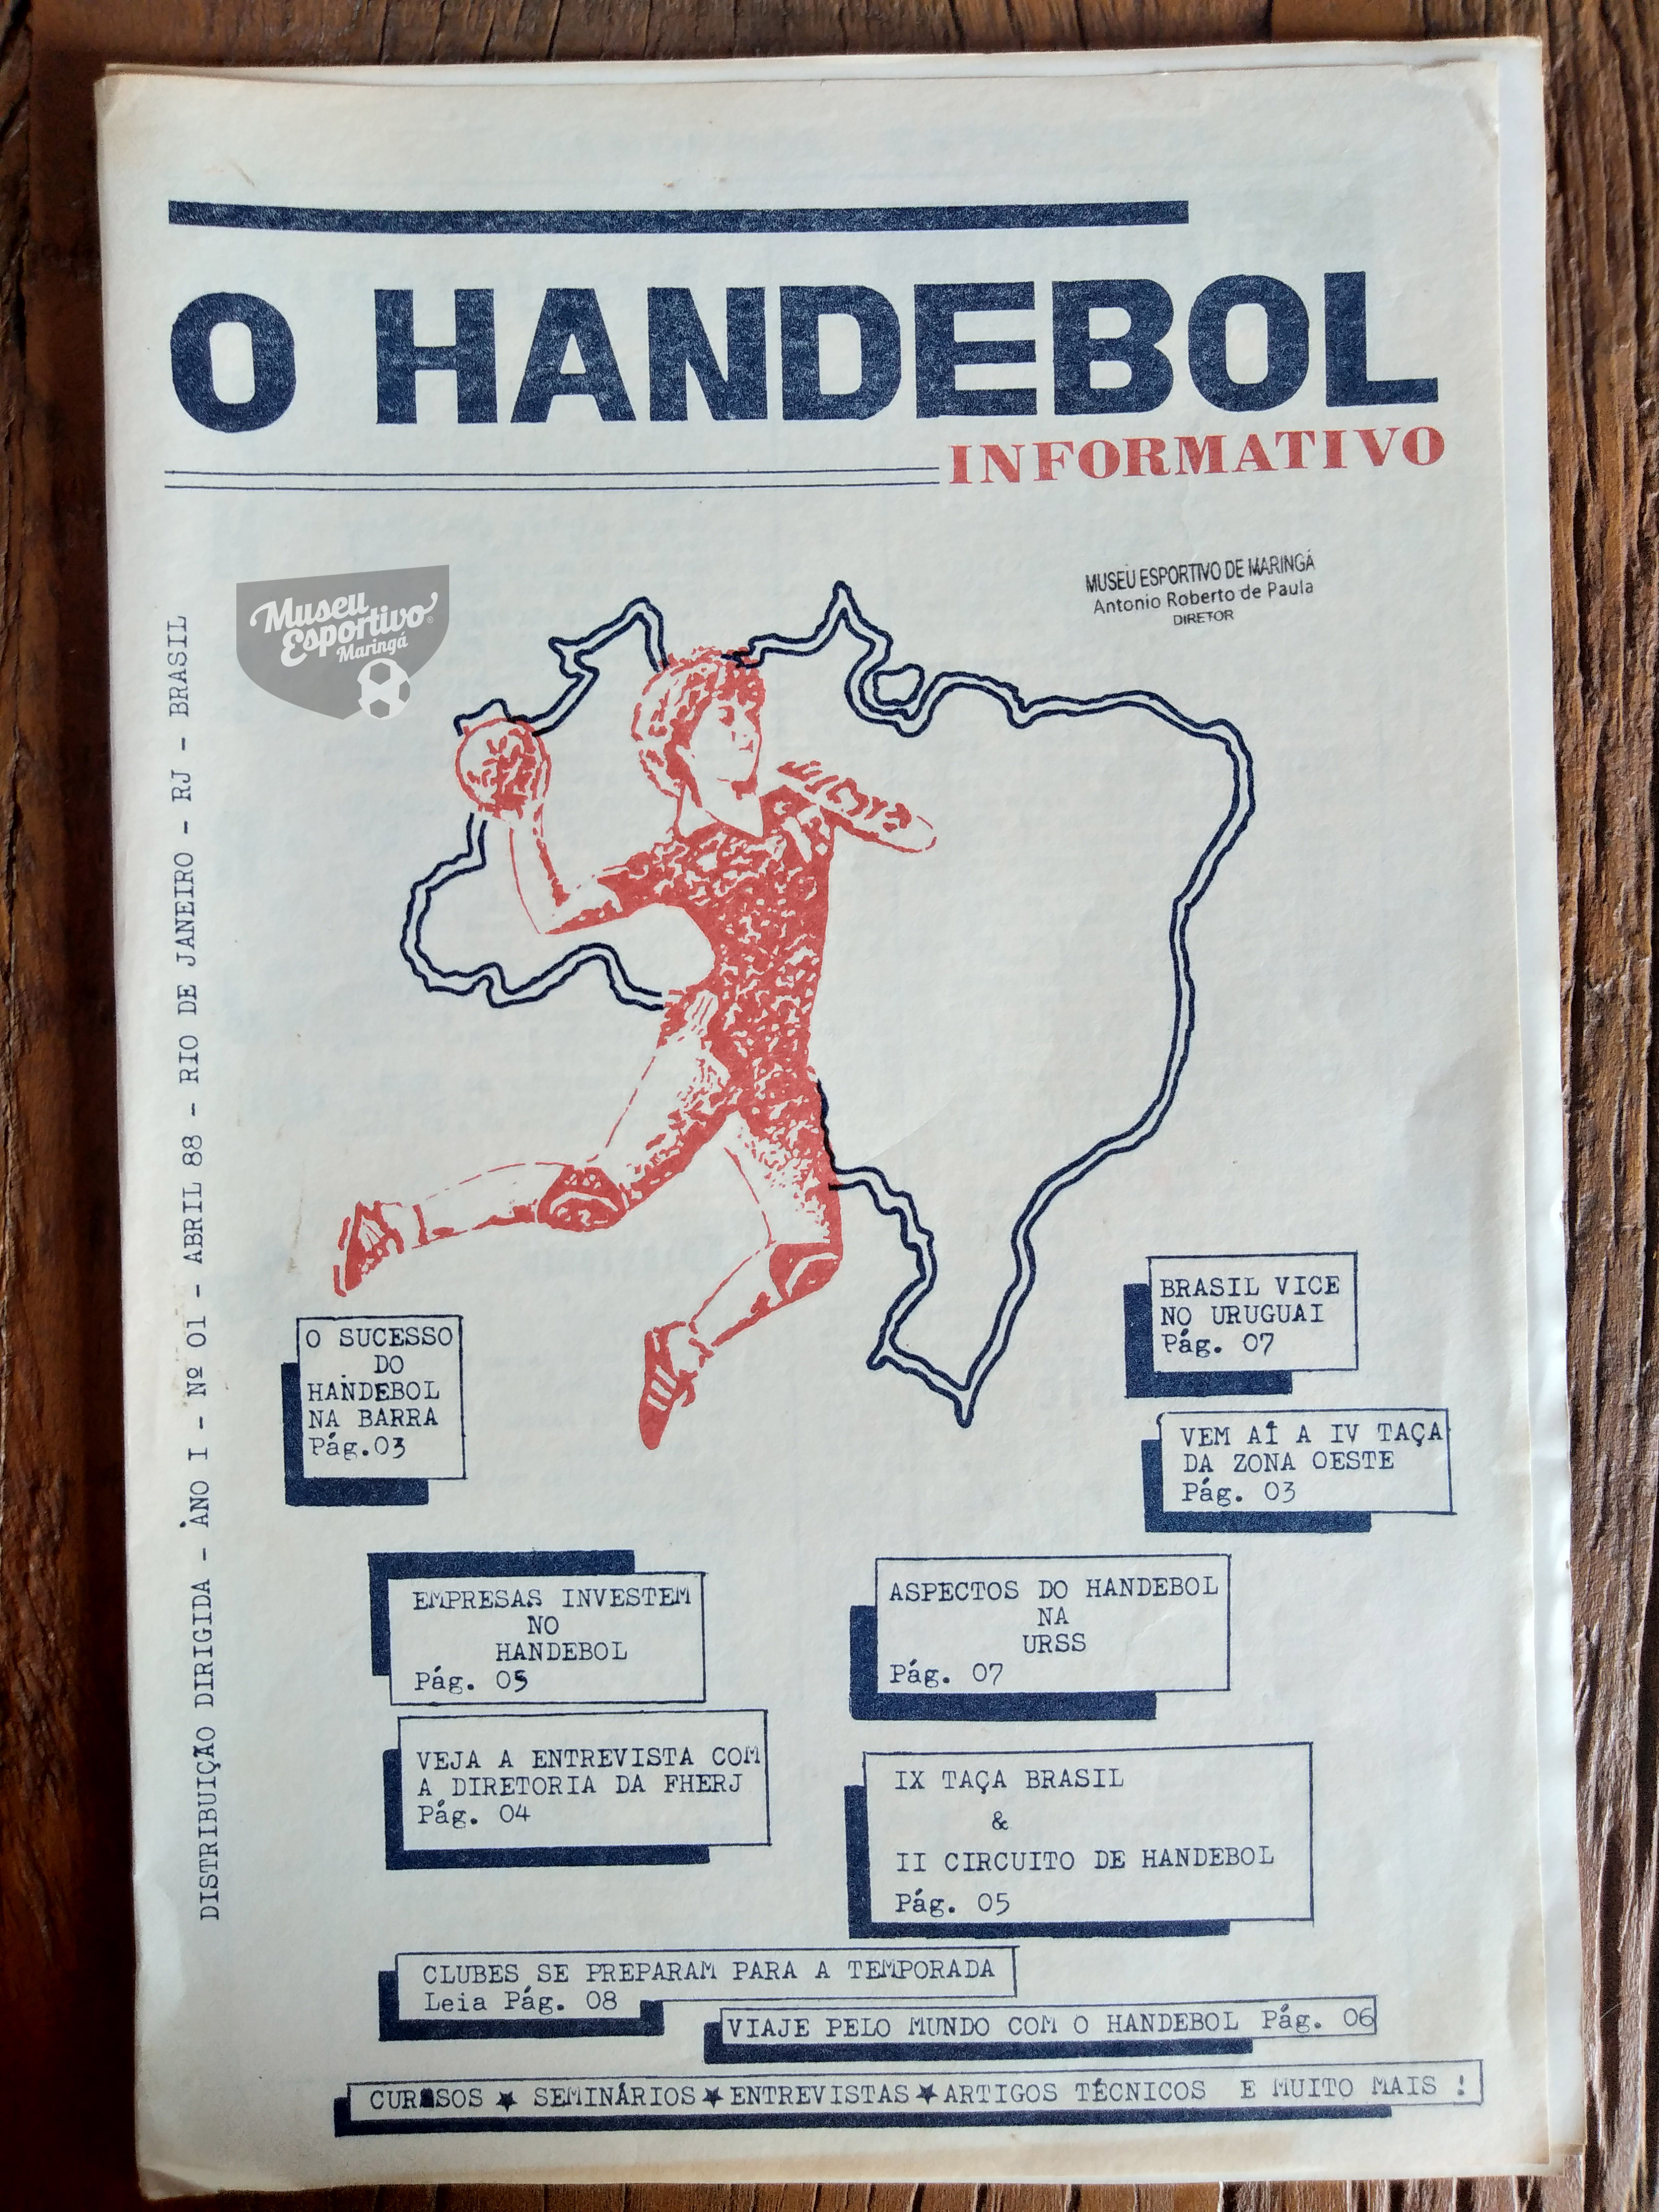 O HANDEBOL
INFORMATIVO
MUSEU ESPORTIVO DE MARINGÁ
Antonio Roberto de Paula
DIRETOR
Museu
Esportivo
Maringá
DISTRIBUIÇÃO DIRIGIDA - ANO I - Nº 01 - ABRIL 88 - RIO DE JANEIRO - RJ - BRASIL
BRASIL VICE
NO URUGUAI
Pág. 07
O SUCESSO
DO
HANDEBOL
NA BARRA
Pág.03
VEM AÍ A IV TAÇA
DA ZONA OESTE
Pág. 03
EMPRESAS INVESTEM
NO
HANDEBOL
Pág. 05
ASPECTOS DO HANDEBOL
NA
URSS
Pág. 07
VEJA A ENTREVISTA COM
A DIRETORIA DA FHERJ
Pág. 04
IX TAÇA BRASIL
&
II CIRCUITO DE HANDEBOL
Pág. 05
CLUBES SE PREPARAM PARA A TEMPORADA
Leia Pág. 08
VIAJE PELO MUNDO COM O HANDEBOL Pág. 06
CURSOS ★ SEMINÁRIOS ★ ENTREVISTAS ★ ARTIGOS TÉCNICOS E MUITO MAIS !